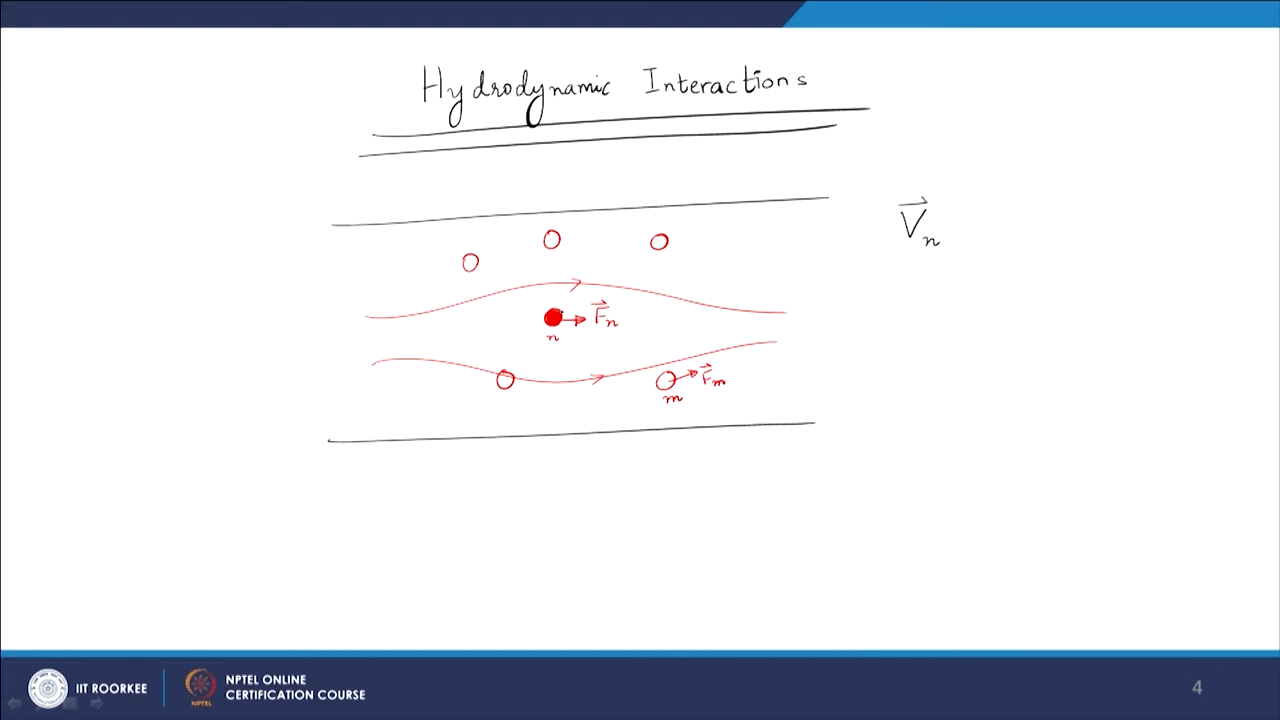 Hydrodynamic Interactions
V⃗n
F⃗n
n
F⃗m
m
IIT ROORKEE
NPTEL ONLINE
CERTIFICATION COURSE
NPTEL
4